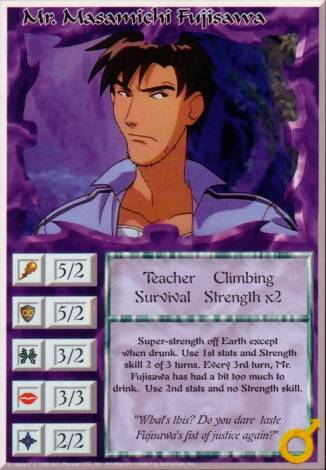 Mr. Masamichi Fujisawa
5/2
5/2
3/2
3/3
2/2
Teacher Climbing
Survival Strength x2
Super-strength off Earth except
when drunk. Use 1st stats and Strength
skill 2 of 3 turns. Every 3rd turn, Mr.
Fujisawa has had a bit too much to
drink. Use 2nd stats and no Strength skill.
"What's this? Do you dare taste
Fujisawa's fist of justice again?"